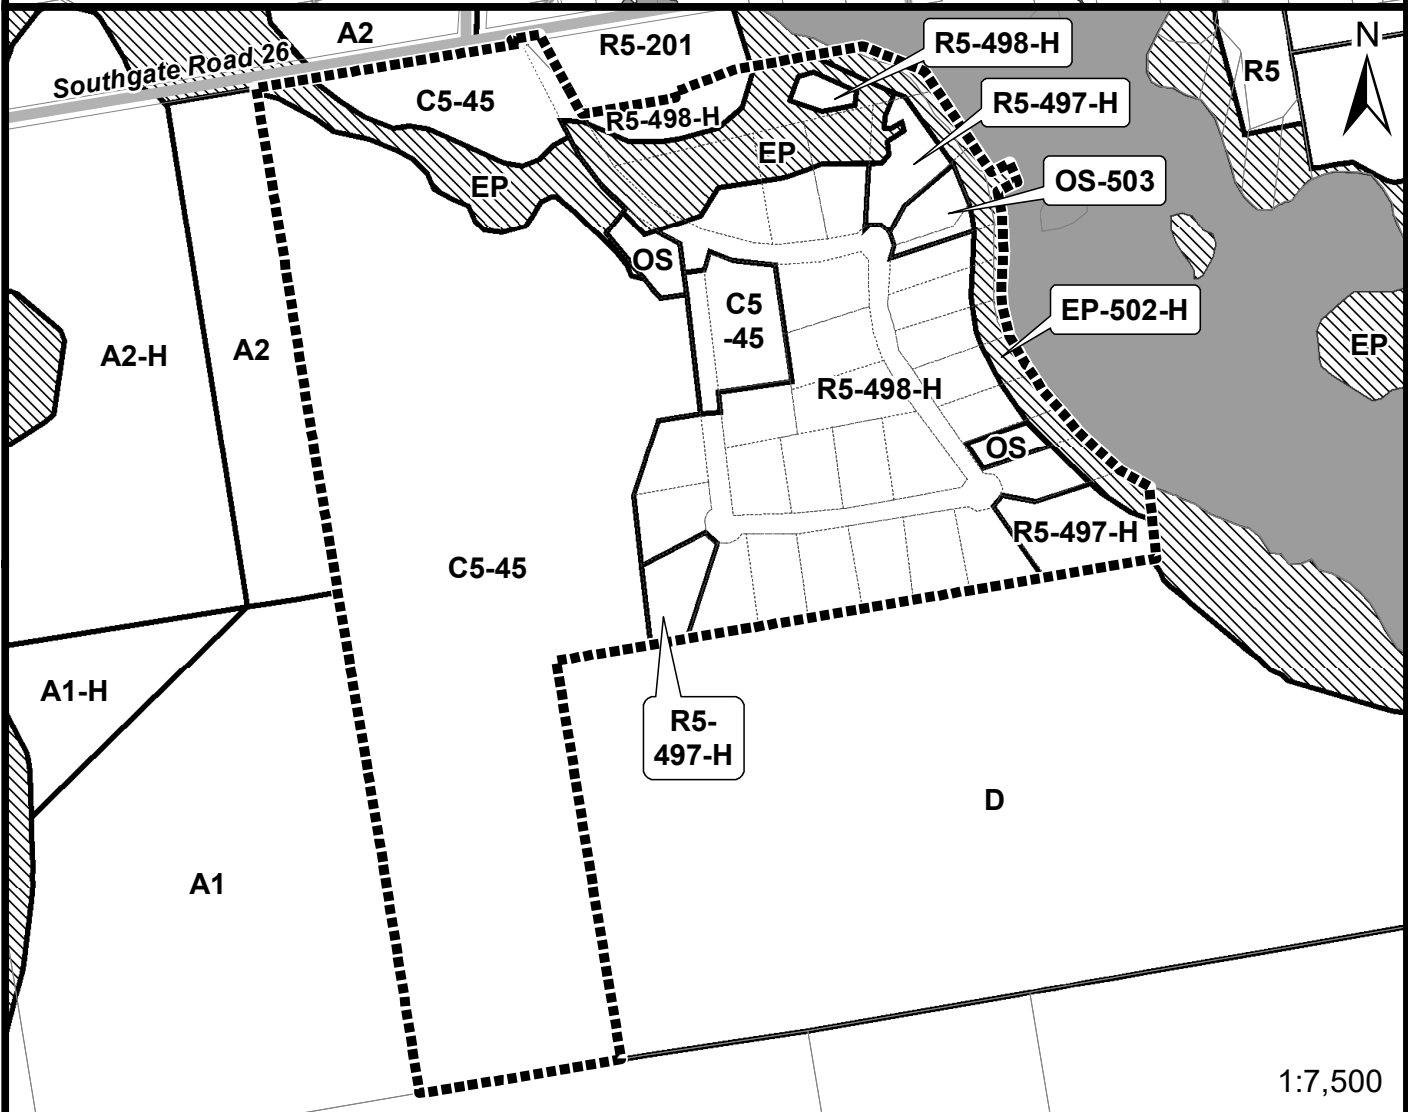 A2
R5-201
R5-498-H
N
Southgate Road 26
R5
C5-45
R5-497-H
R5-498-H
EP
EP
OS-503
OS
C5
-45
EP-502-H
EP
A2-H
A2
R5-498-H
OS
R5-497-H
C5-45
A1-H
R5-
497-H
D
A1
1:7,500